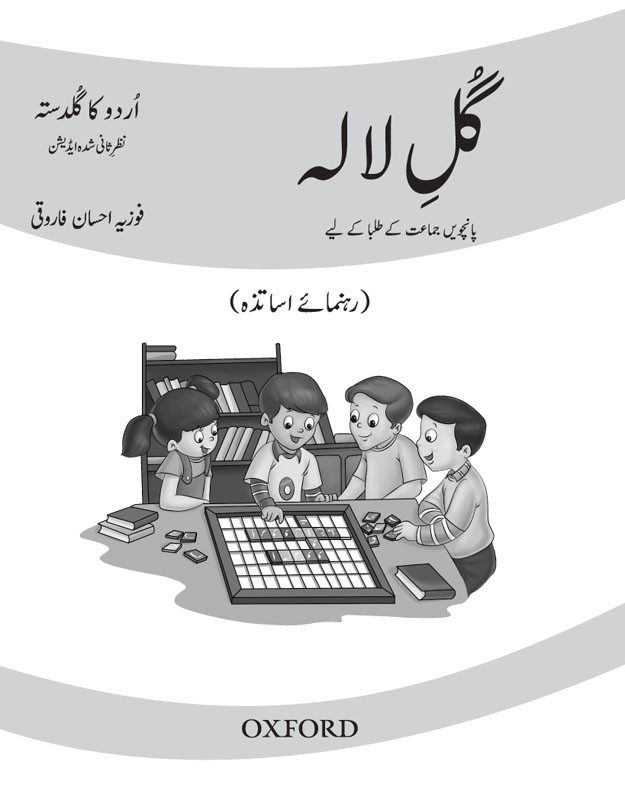 گُلِ لالہ
پانچویں جماعت کے طلبا کے لیے
اُردو کا گلدستہ
نظرِ ثانی شدہ ایڈیشن
فوزیہ احسان فاروقی
(رہنمائے اساتذہ)
OXFORD